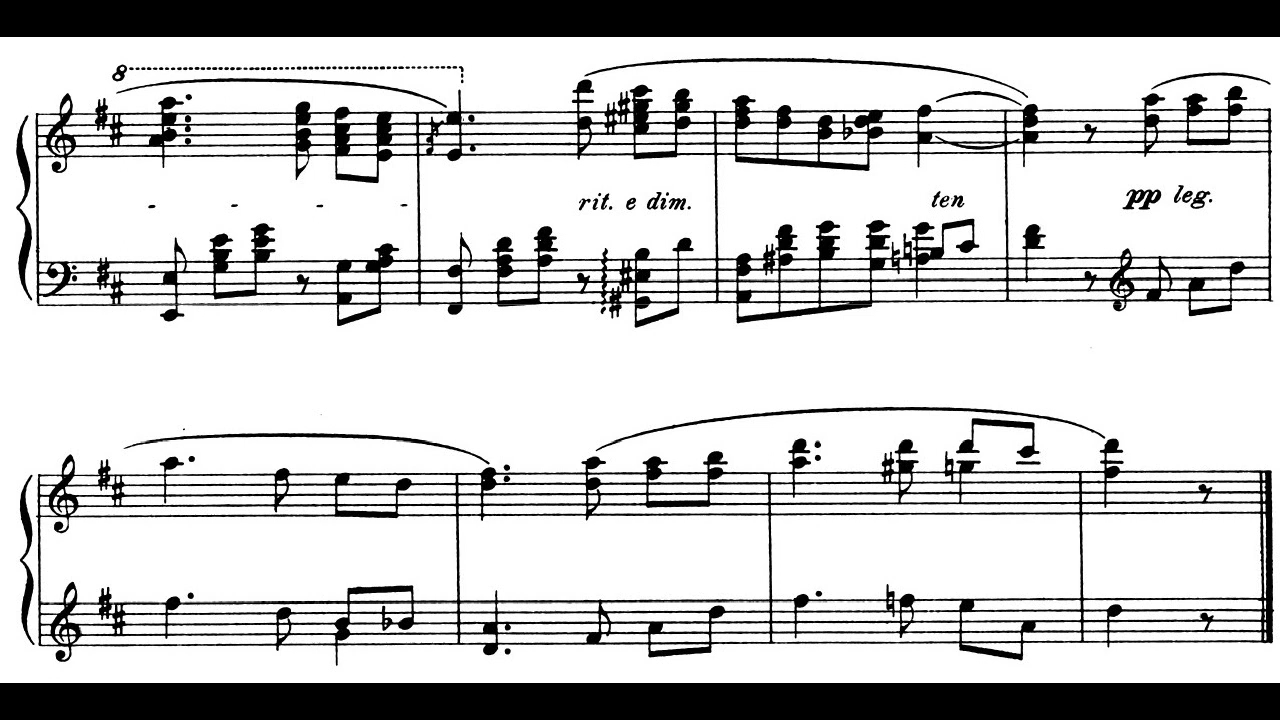 8
- - - -
rit. e dim.
ten
pp leg.